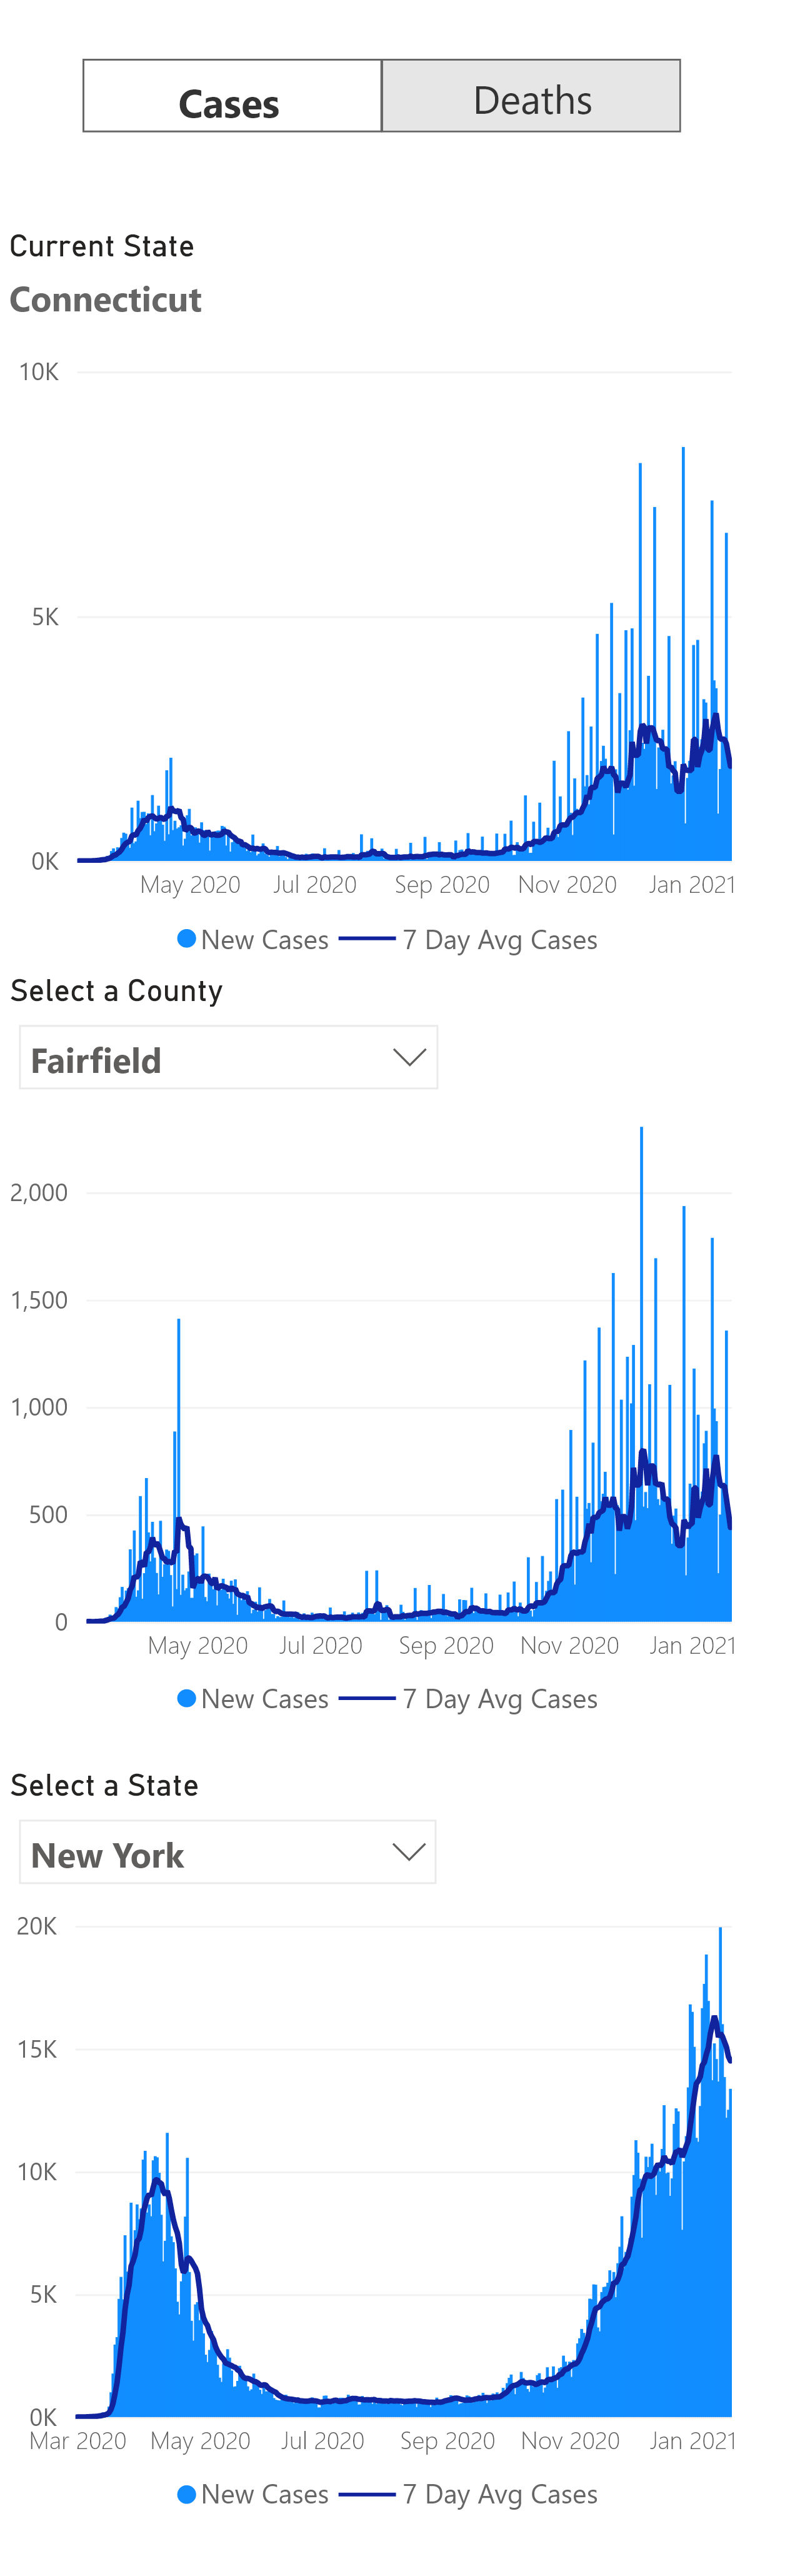 Cases Deaths
Current State
Connecticut
10K
5K
0K
May 2020 Jul 2020 Sep 2020 Nov 2020 Jan 2021
New Cases 7 Day Avg Cases
Select a County
Fairfield
2,000
1,500
1,000
500
0
May 2020 Jul 2020 Sep 2020 Nov 2020 Jan 2021
New Cases 7 Day Avg Cases
Select a State
New York
20K
15K
10K
5K
0K
Mar 2020 May 2020 Jul 2020 Sep 2020 Nov 2020 Jan 2021
New Cases 7 Day Avg Cases